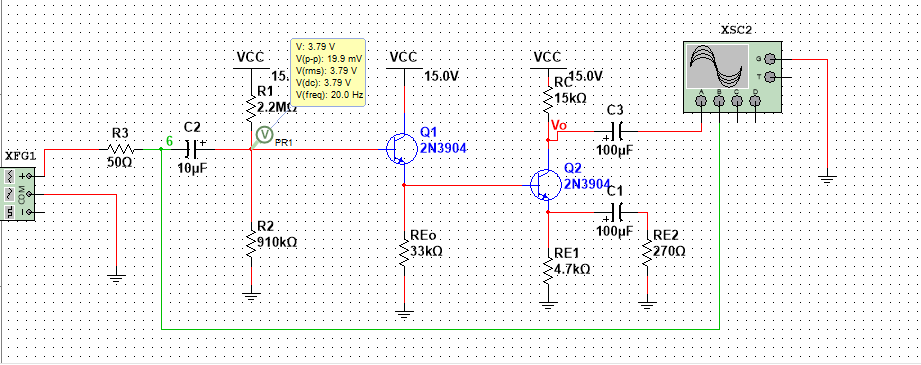 XSC2
G
T
A B C D
VCC
15.
R1
2.2MΩ
V: 3.79 V
V(p-p): 19.9 mV
V(rms): 3.79 V
V(dc): 3.79 V
V(freq): 20.0 Hz
V
PR1
VCC
15.0V
VCC
15.0V
RC
15kΩ
Vo
C3
+
100µF
XFG1
+
COM
R3
50Ω
6
C2
+
10µF
Q1
2N3904
Q2
2N3904
C1
+
100µF
R2
910kΩ
REo
33kΩ
RE1
4.7kΩ
RE2
270Ω